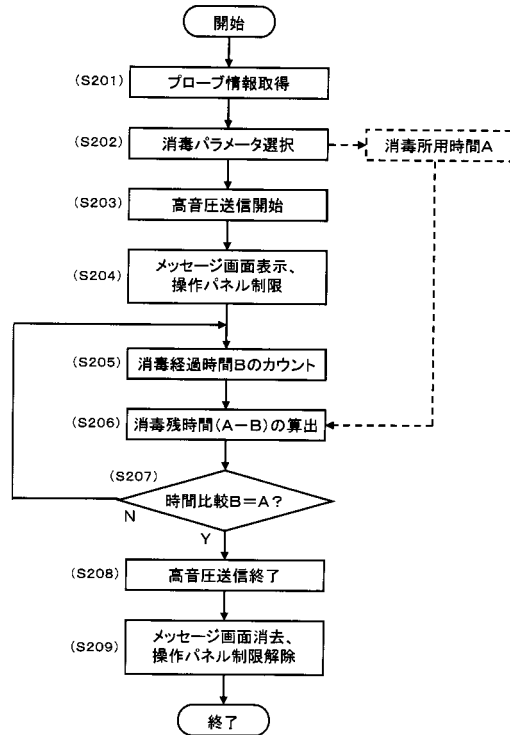 開始
(S201)
プローブ情報取得
(S202)
消毒パラメータ選択
消毒所用時間A
(S203)
高音圧送信開始
(S204)
メッセージ画面表示、
操作パネル制限
(S205)
消毒経過時間Bのカウント
(S206)
消毒残時間(A-B)の算出
(S207)
時間比較B=A?
N
Y
(S208)
高音圧送信終了
(S209)
メッセージ画面消去、
操作パネル制限解除
終了